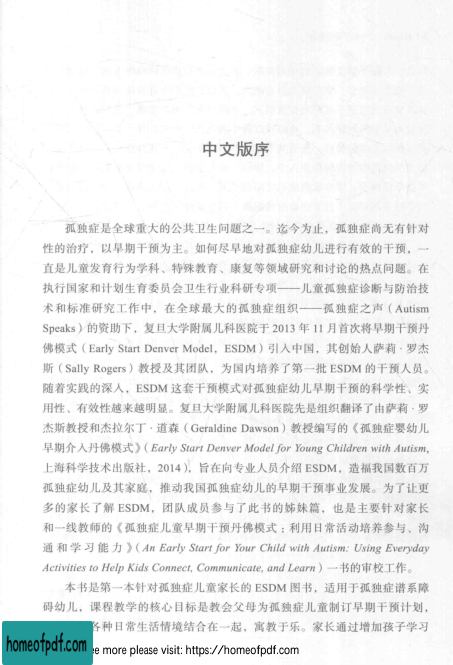 中文版序
孤独症是全球重大的公共卫生问题之一。迄今为止，孤独症尚无有针对
性的治疗，以早期干预为主。如何尽早地对孤独症幼儿进行有效的干预，一
直是儿童发育行为学科、特殊教育、康复等领域研究和讨论的热点问题。在
执行国家和计划生育委员会卫生行业科研专项——儿童孤独症诊断与防治技
术和标准研究工作中，在全球最大的孤独症组织——孤独症之声（Autism
Speaks）的资助下，复旦大学附属儿科医院于 2013 年 11 月首次将早期干预丹
佛模式（Early Start Denver Model，ESDM）引入中国，其创始人萨莉·罗杰
斯（Sally Rogers）教授及其团队，为国内培养了第一批 ESDM 的干预人员。
随着实践的深入，ESDM 这套干预模式对孤独症幼儿早期干预的科学性、实
用性、有效性越来越明显。复旦大学附属儿科医院先是组织翻译了由萨莉·罗
杰斯教授和杰拉尔丁·道森（Geraldine Dawson）教授编写的《孤独症婴幼儿
早期介入丹佛模式》（Early Start Denver Model for Young Children with Autism,
上海科学技术出版社，2014），旨在向专业人员介绍 ESDM，造福我国数百万
孤独症幼儿及其家庭，推动我国孤独症幼儿的早期干预事业发展。为了让更
多的家长了解 ESDM，团队成员参与了此书的姊妹篇，也是主要针对家长
和一线教师的《孤独症儿童早期干预丹佛模式：利用日常活动培养参与、沟
通和学习能力》（An Early Start for Your Child with Autism: Using Everyday
Activities to Help Kids Connect, Communicate, and Learn）一书的审校工作。
本书是第一本针对孤独症儿童家长的 ESDM 图书，适用于孤独症谱系障
碍幼儿，课程教学的核心目标是教会父母为孤独症儿童制订早期干预计划，
各种日常生活情境结合在一起，寓教于乐。家长通过增加孩子学习
homeofpdf.com
ee more please visit: https://homeofpdf.com